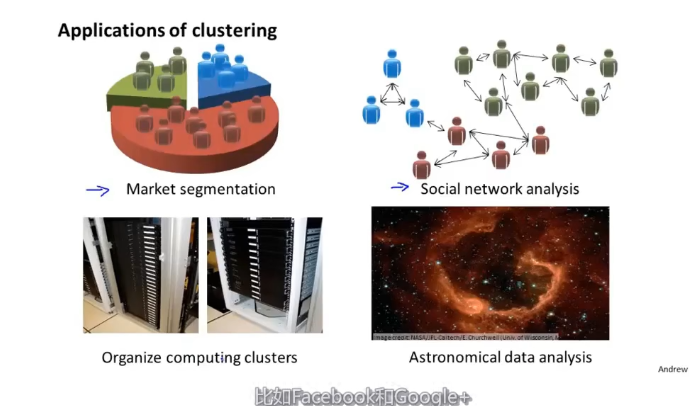 Applications of clustering
Market segmentation
Social network analysis
Image credit: NASA/JPL-Caltech/E. Churchwell (Univ. of Wisconsin,
Organize computing clusters
Astronomical data analysis
Andrew
比如Facebook和Google+